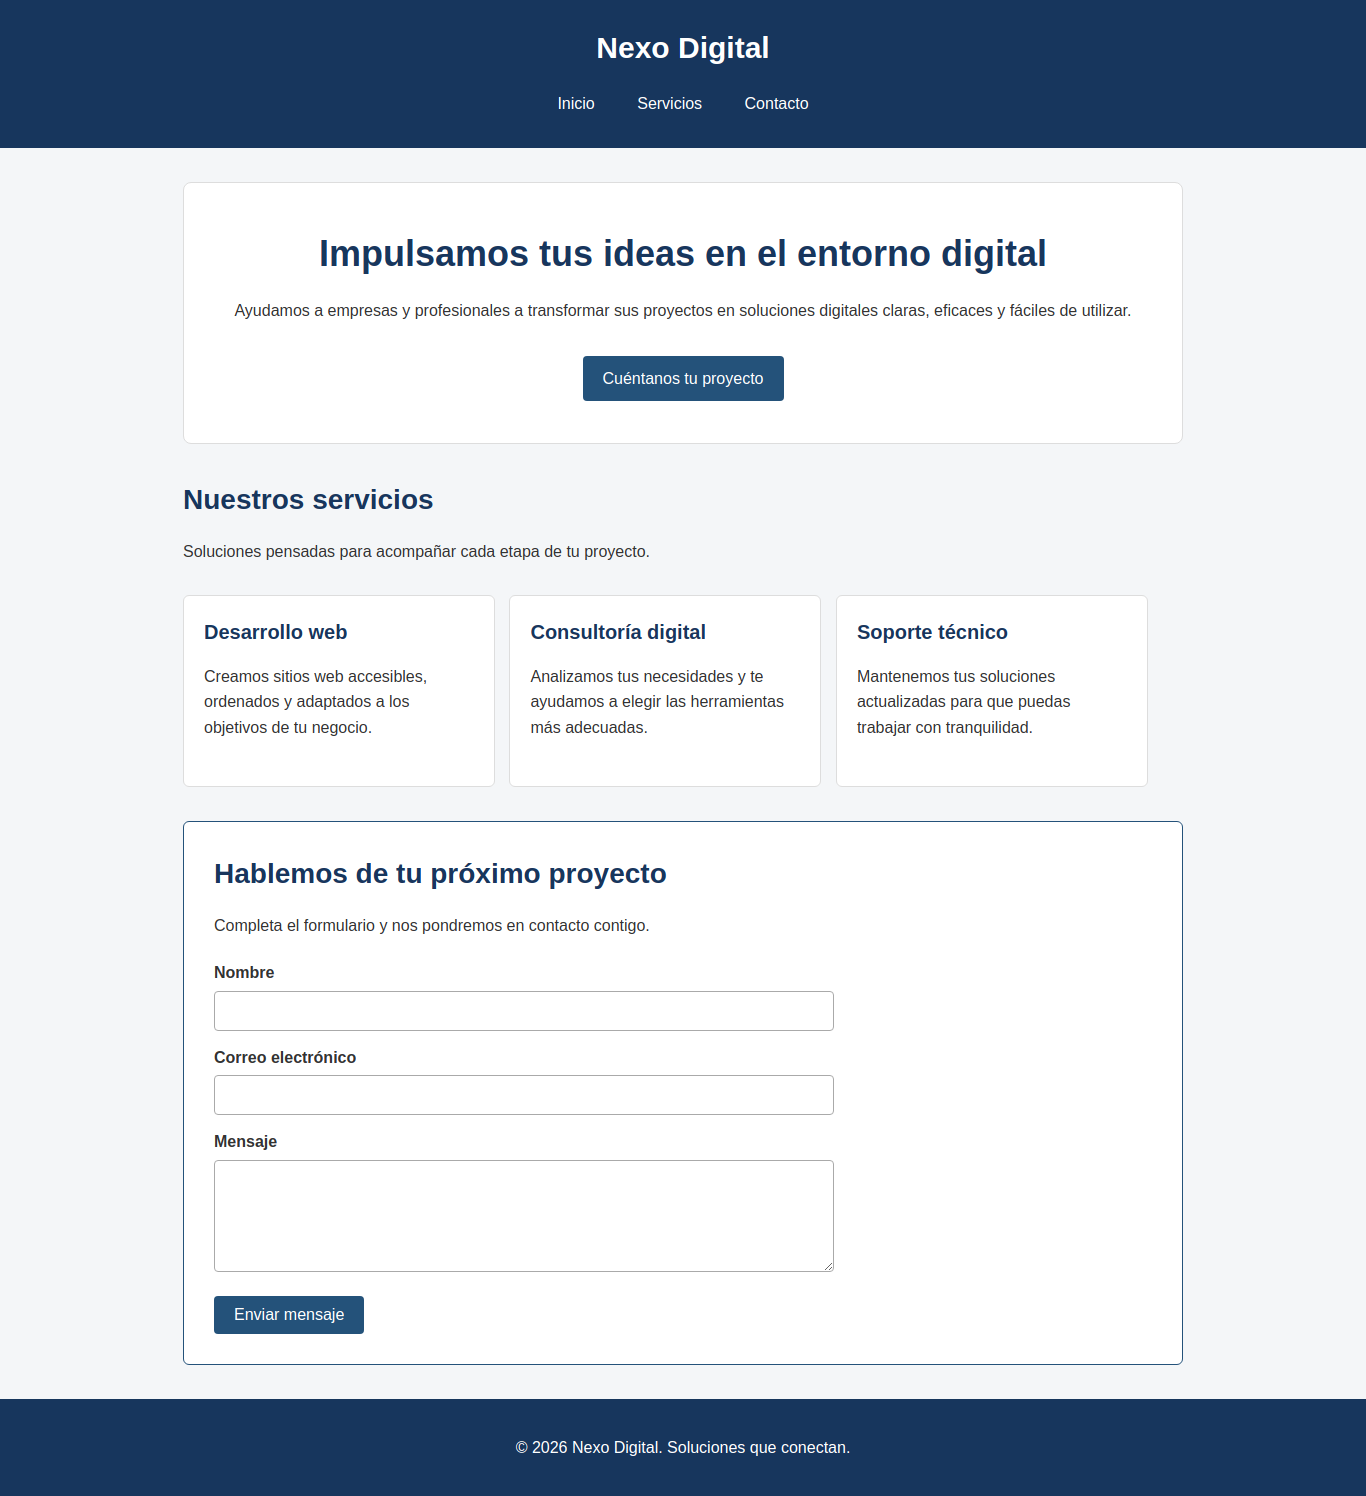 Nexo Digital
Inicio Servicios Contacto
Impulsamos tus ideas en el entorno digital
Ayudamos a empresas y profesionales a transformar sus proyectos en soluciones digitales claras, eficaces y fáciles de utilizar.
Cuéntanos tu proyecto
Nuestros servicios
Soluciones pensadas para acompañar cada etapa de tu proyecto.
Desarrollo web
Creamos sitios web accesibles,
ordenados y adaptados a los
objetivos de tu negocio.
Consultoría digital
Analizamos tus necesidades y te
ayudamos a elegir las herramientas
más adecuadas.
Soporte técnico
Mantenemos tus soluciones
actualizadas para que puedas
trabajar con tranquilidad.
Hablemos de tu próximo proyecto
Completa el formulario y nos pondremos en contacto contigo.
Nombre
Correo electrónico
Mensaje
Enviar mensaje
© 2026 Nexo Digital. Soluciones que conectan.